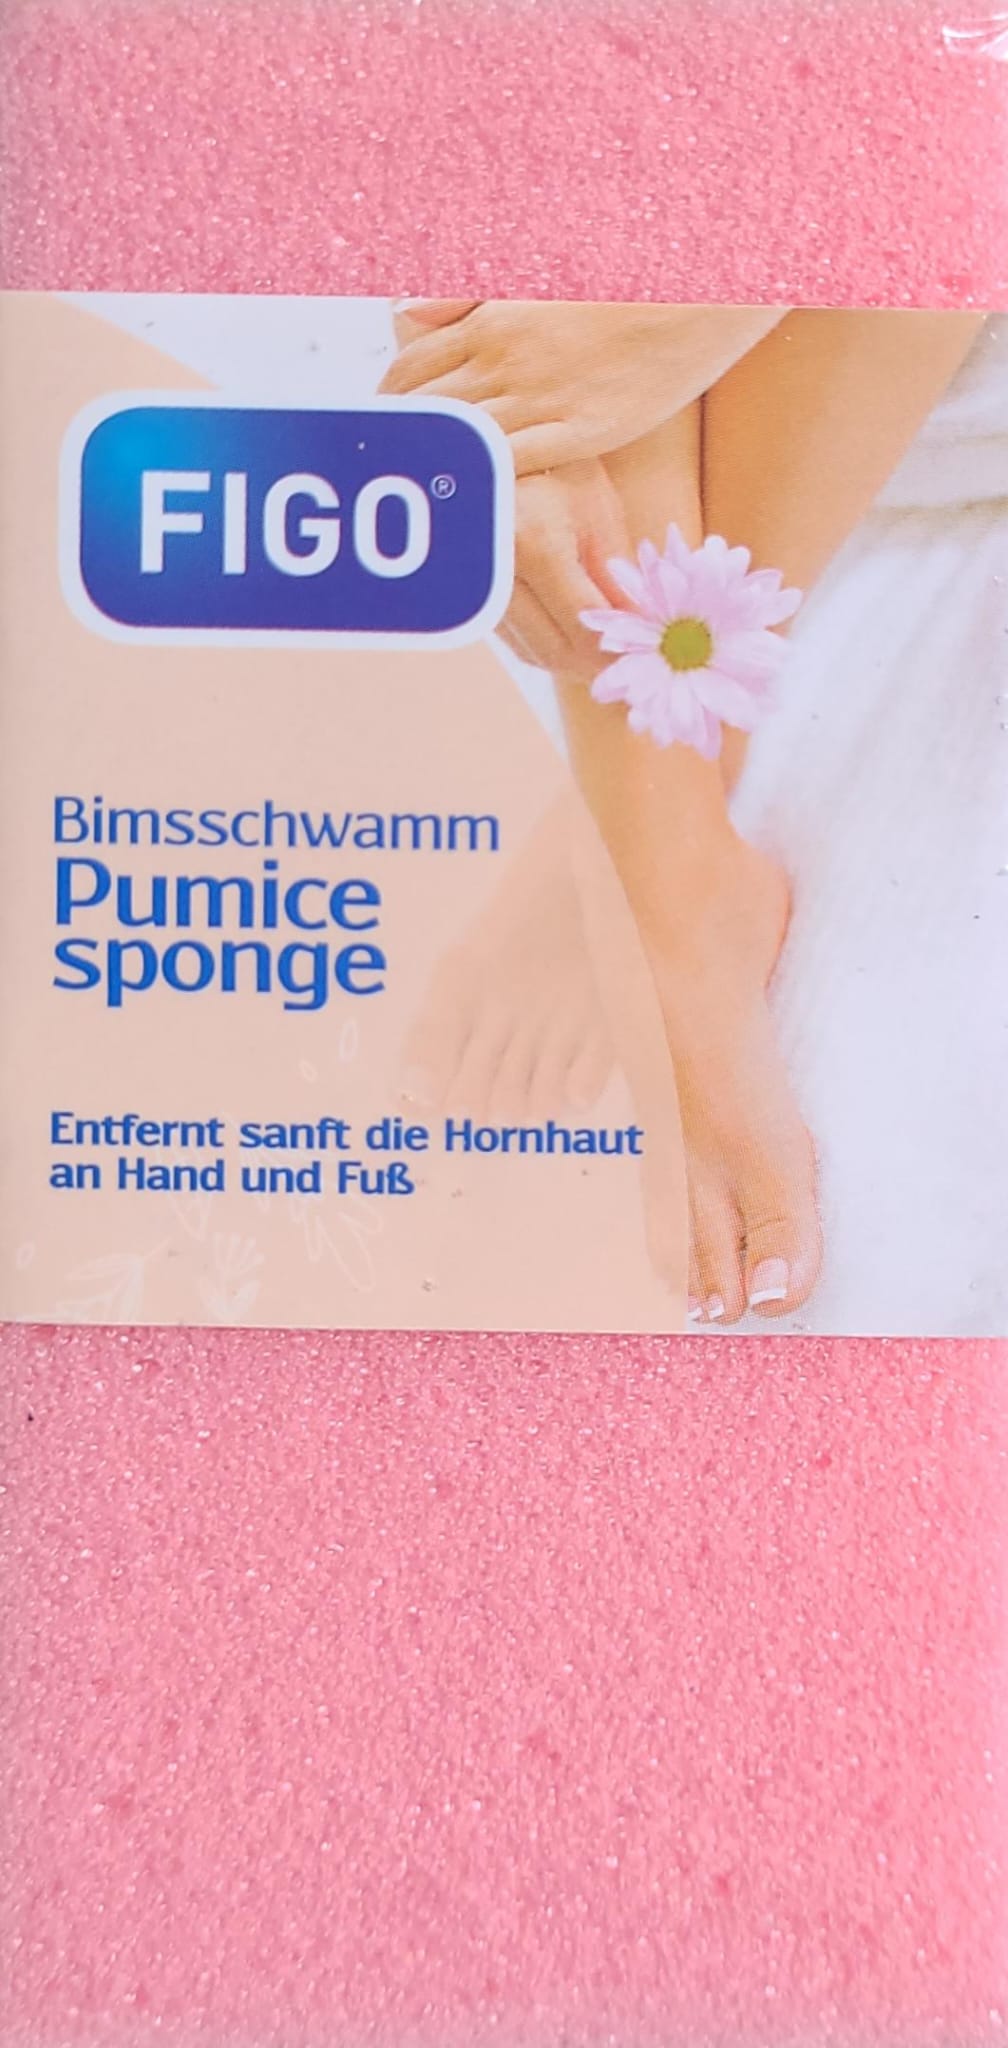 FIGO®
Bimsschwamm
Pumice
sponge
Entfernt sanft die Hornhaut
an Hand und Fuß